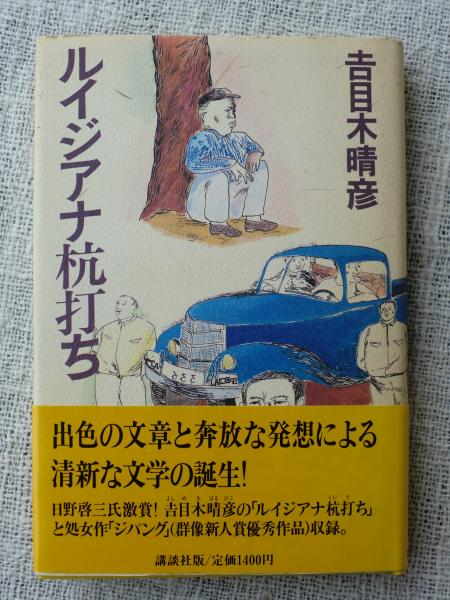 ルイジアナ杭打ち
𠮷目木晴彦
出色の文章と奔放な発想による
清新な文学の誕生!
日野啓三氏激賞!𠮷目木晴彦の「ルイジアナ杭打ち」
と処女作「ジパング」(群像新人賞優秀作品)収録。
講談社版/定価1400円